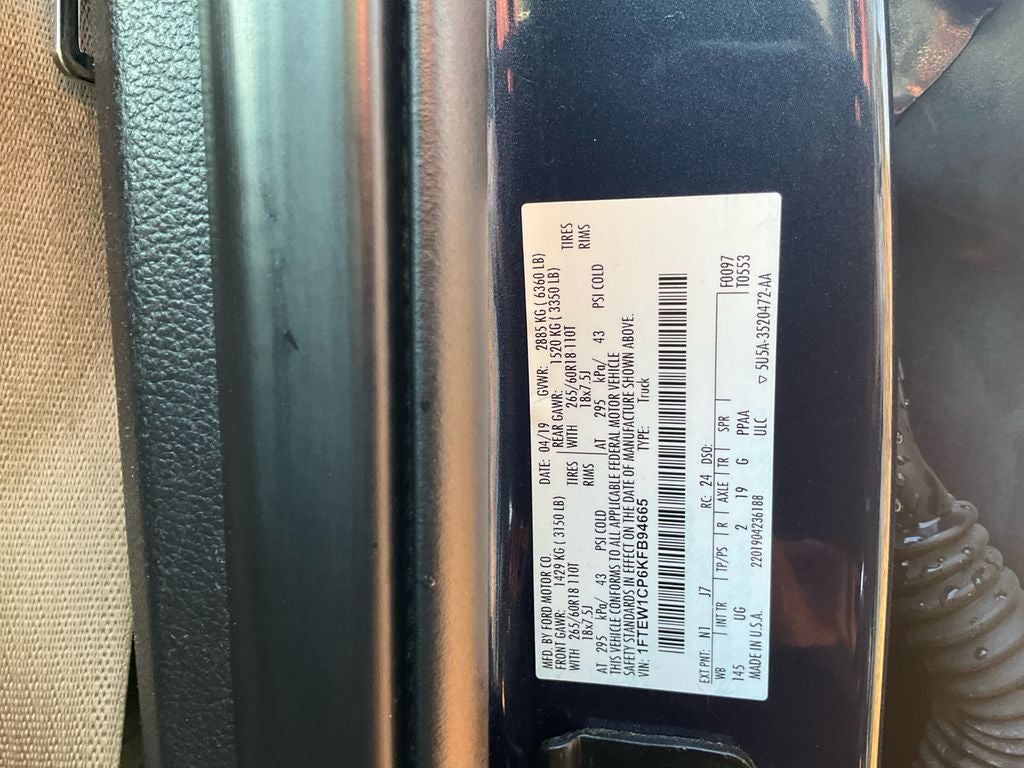 MFD. BY FORD MOTOR CO. DATE: 04/19 GVWR: 2885 KG ( 6360 LB)
FRONT GAWR: 1429 KG ( 3150 LB) REAR GAWR: 1520 KG ( 3350 LB)
WITH 265/60R18 110T TIRES WITH 265/60R18 110T TIRES
18x7.5J RIMS 18x7.5J RIMS
AT 295 kPa/ 43 PSI COLD AT 295 kPa/ 43 PSI COLD
THIS VEHICLE CONFORMS TO ALL APPLICABLE FEDERAL MOTOR VEHICLE
SAFETY STANDARDS IN EFFECT ON THE DATE OF MANUFACTURE SHOWN ABOVE.
VIN: 1FTEW1CP6KFB94665 TYPE: Truck
EXT PNT: N1 J7 RC: 24 DSO: F0097
WB INT TR TP/PS R AXLE TR SPR T0553
145 UG 2 19 G PPAA
MADE IN U.S.A. 2201904236188 ULC ▽ 5U5A-3520472-AA